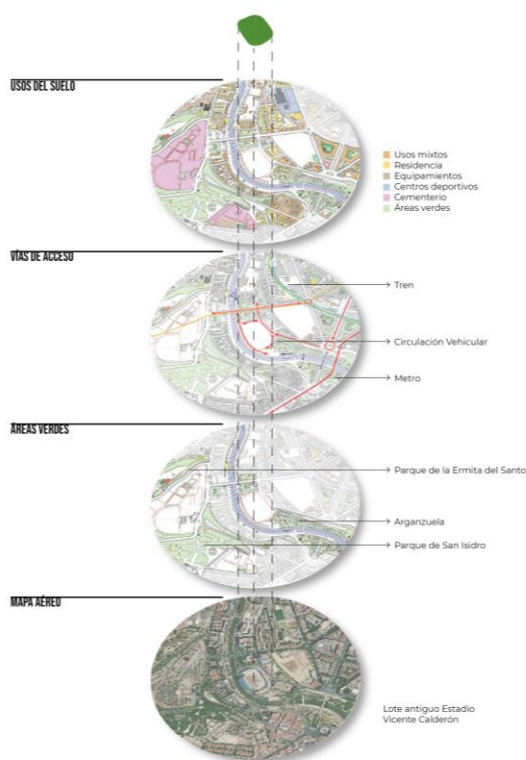 USOS DEL SUELO
Usos mixtos
Residencia
Equipamientos
Centros deportivos
Cementerio
Áreas verdes
VÍAS DE ACCESO
Tren
Circulación Vehicular
Metro
ÁREAS VERDES
Parque de la Ermita del Santo
Arganzuela
Parque de San Isidro
MAPA AÉREO
Lote antiguo Estadio
Vicente Calderón